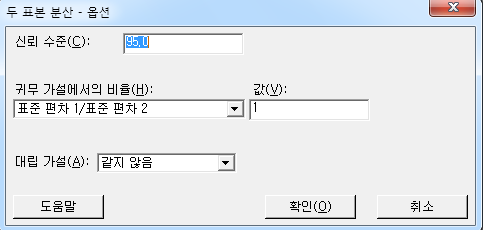 두 표본 분산 - 옵션
신뢰 수준(C): 95.0
귀무 가설에서의 비율(H): 값(V):
표준 편차 1/표준 편차 2 1
대립 가설(A): 같지 않음
도움말 확인(O) 취소